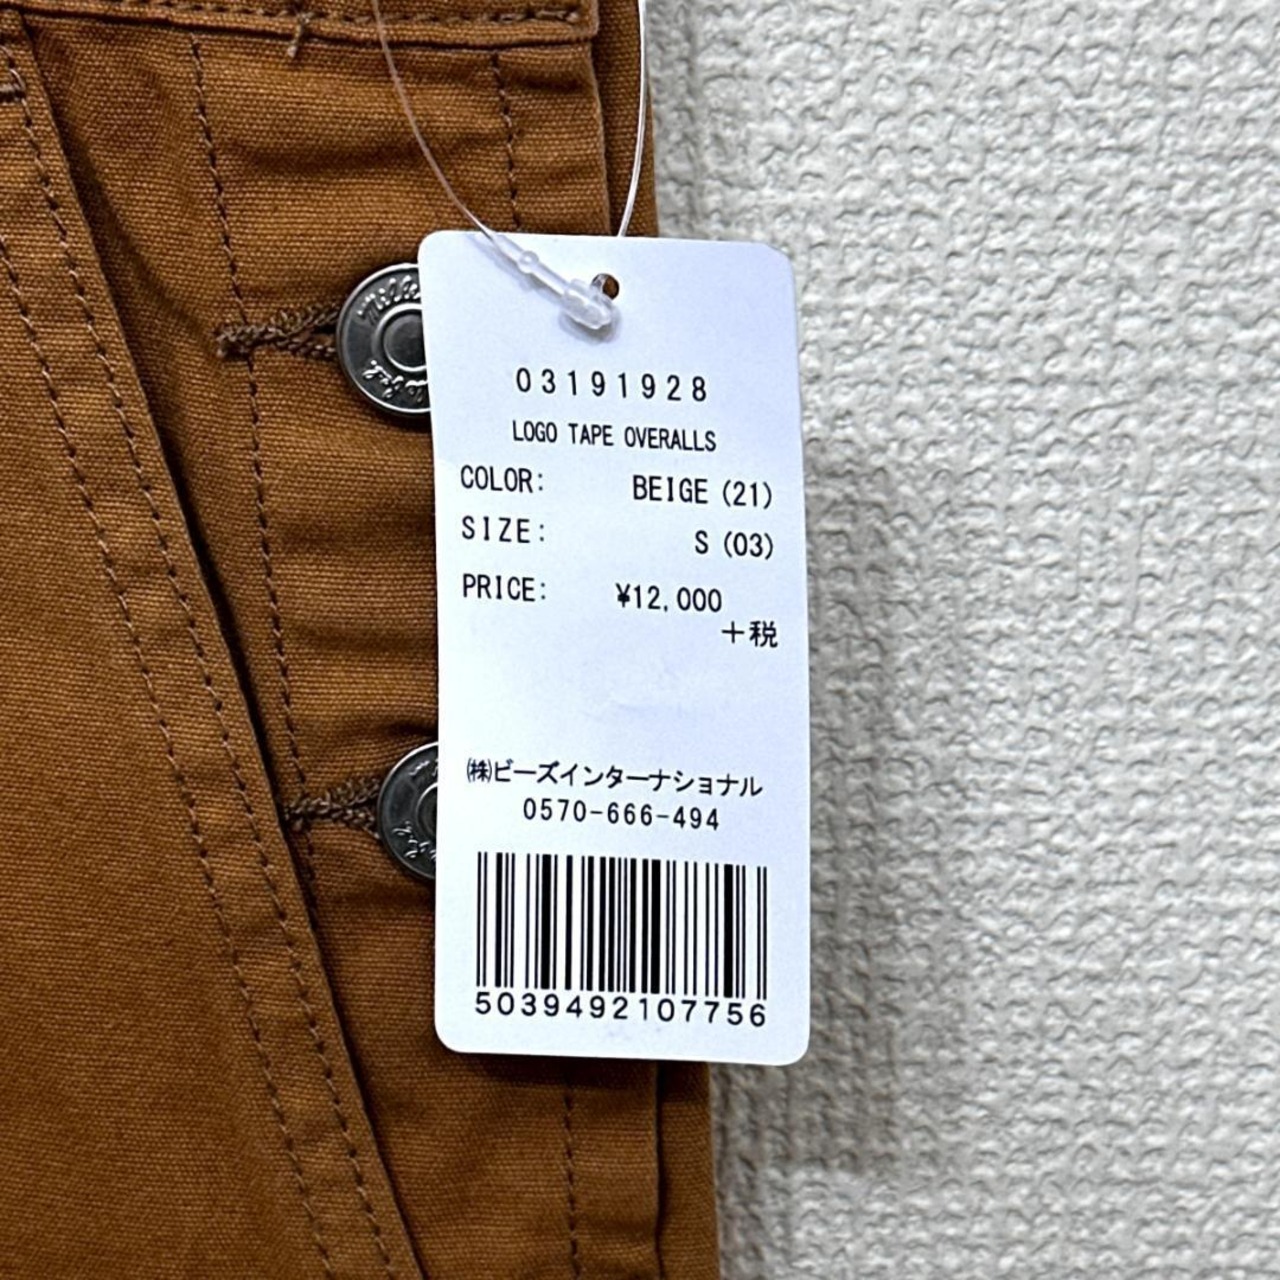 03191928
LOGO TAPE OVERALLS
COLOR: BEIGE (21)
SIZE: S (03)
PRICE: ¥12,000
+税
㈱ビーズインターナショナル
0570-666-494
5039492107756